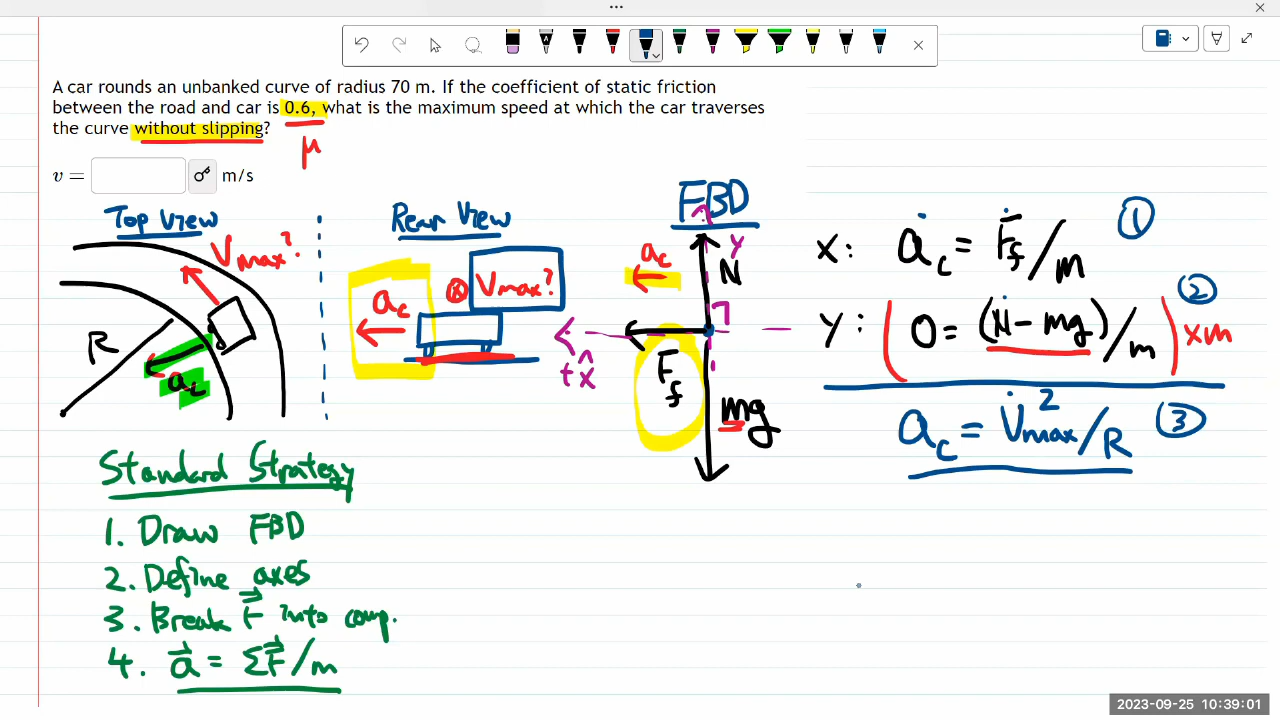 A car rounds an unbanked curve of radius 70 m. If the coefficient of static friction
between the road and car is 0.6, what is the maximum speed at which the car traverses
the curve without slipping?
μ
v = m/s
Top View
Vmax?
R
ac
Rear View
ac
⊗ Vmax?
+x̂
FBD
y
ac
N
Ff
mg
X: ac = Ff/m ①
Y: (0 = (N - mg)/m) xm ②
ac = Vmax²/R ③
Standard Strategy
1. Draw FBD
2. Define axes
3. Break F⃗ into comp.
4. a⃗ = ΣF⃗/m
2023-09-25 10:39:01